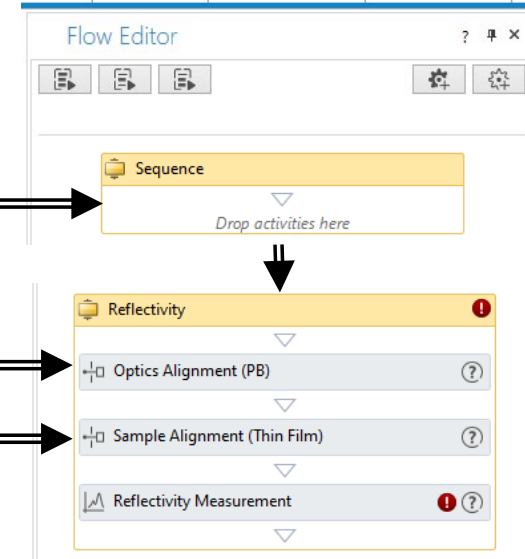 Flow Editor
Sequence
Drop activities here
Reflectivity
Optics Alignment (PB)
Sample Alignment (Thin Film)
Reflectivity Measurement